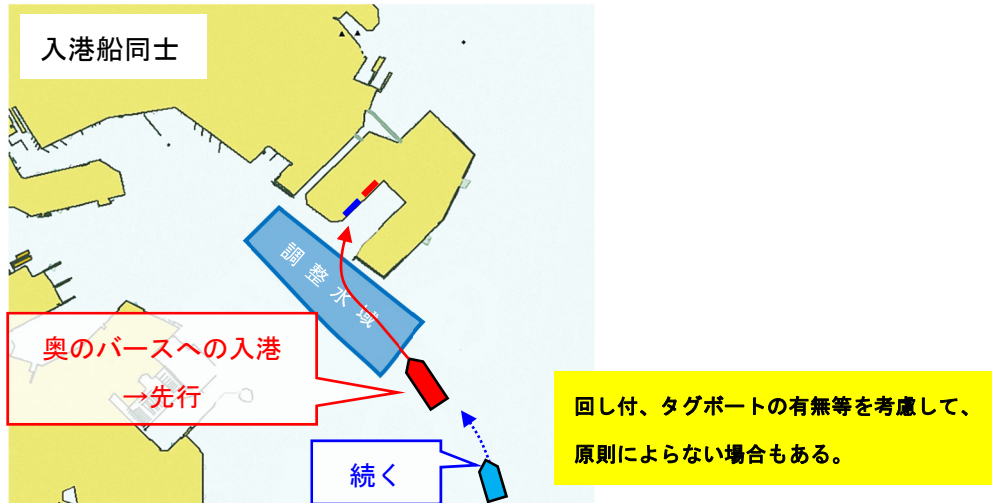 入港船同士
調整水域
奥のバースへの入港
→先行
続く
回し付、タグボートの有無等を考慮して、
原則によらない場合もある。